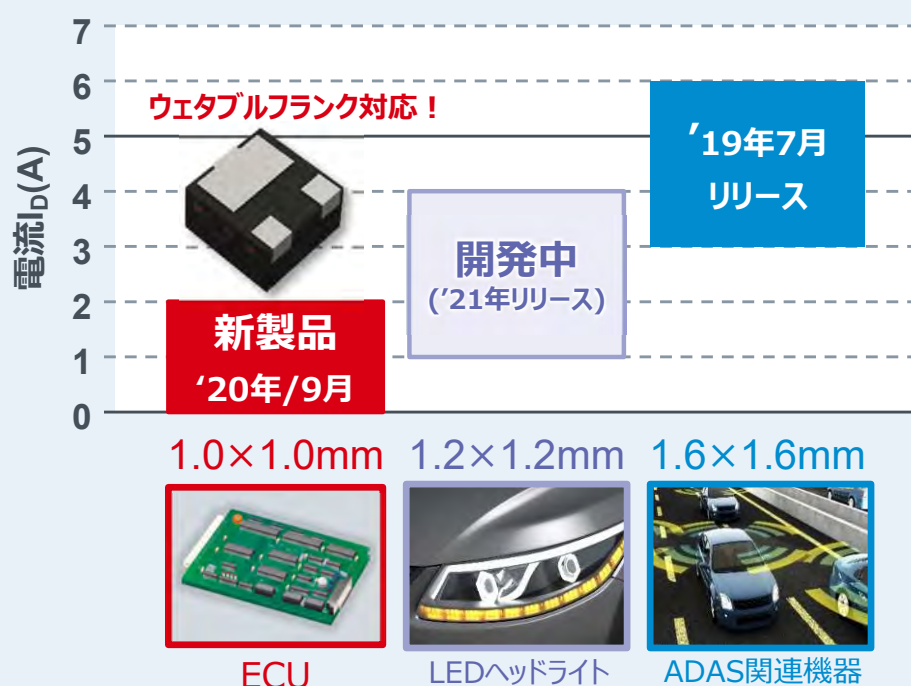 7
6
5
4
3
2
1
0
電流ID(A)
ウェタブルフランク対応！
新製品
‘20年/9月
開発中
(’21年リリース)
’19年7月
リリース
1.0×1.0mm
1.2×1.2mm
1.6×1.6mm
ECU
LEDヘッドライト
ADAS関連機器